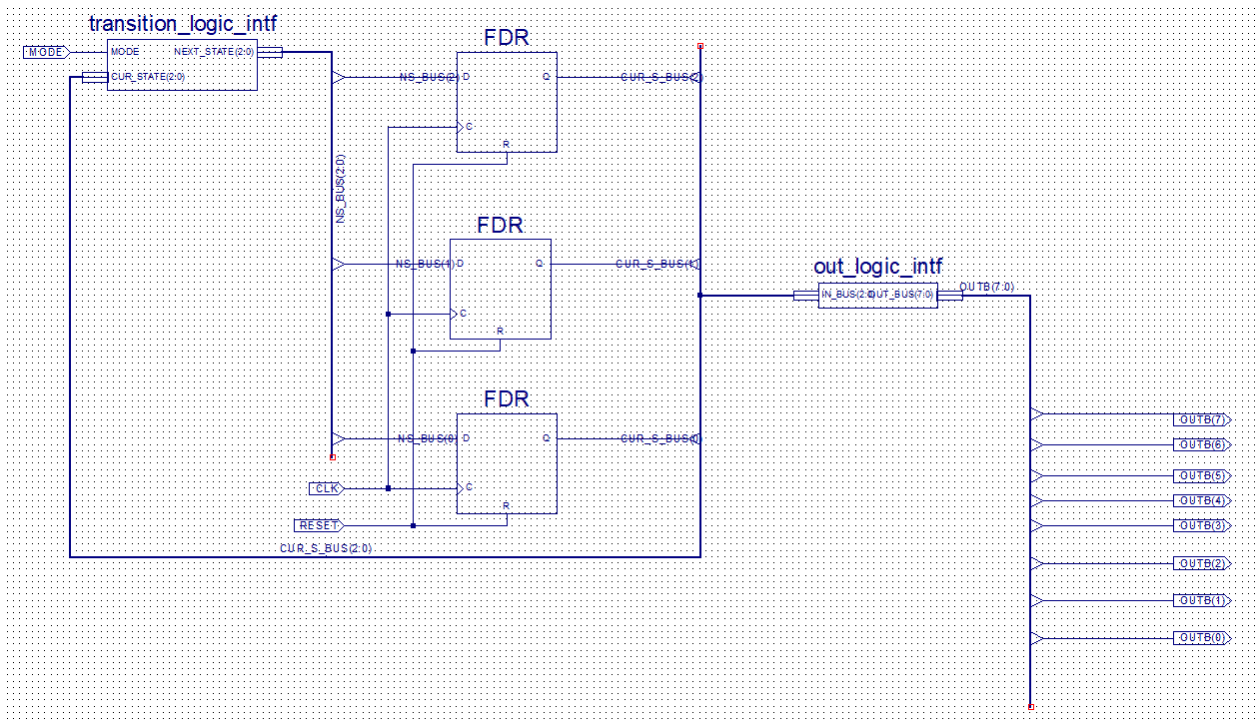 transition_logic_intf
MODE
MODE
NEXT_STATE(2:0)
CUR_STATE(2:0)
NS_BUS(2:0)
FDR
NS_BUS(2)
D
Q
C
R
CUR_S_BUS(2)
FDR
NS_BUS(1)
D
Q
C
R
CUR_S_BUS(1)
FDR
NS_BUS(0)
D
Q
C
R
CUR_S_BUS(0)
CLK
RESET
CUR_S_BUS(2:0)
out_logic_intf
IN_BUS(2:0)
OUT_BUS(7:0)
OUTB(7:0)
OUTB(7)
OUTB(6)
OUTB(5)
OUTB(4)
OUTB(3)
OUTB(2)
OUTB(1)
OUTB(0)